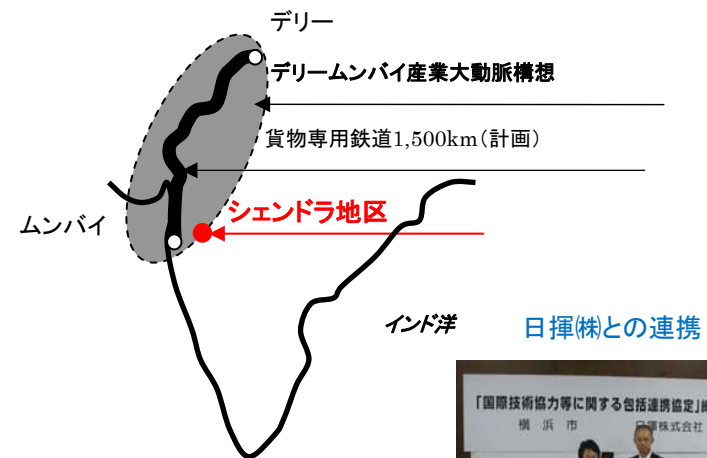 デリー
デリームンバイ産業大動脈構想
貨物専用鉄道1,500km(計画)
シェンドラ地区
ムンバイ
インド洋
日揮㈱との連携
「国際技術協力等に関する包括連携協定」
横浜市 日揮株式会社